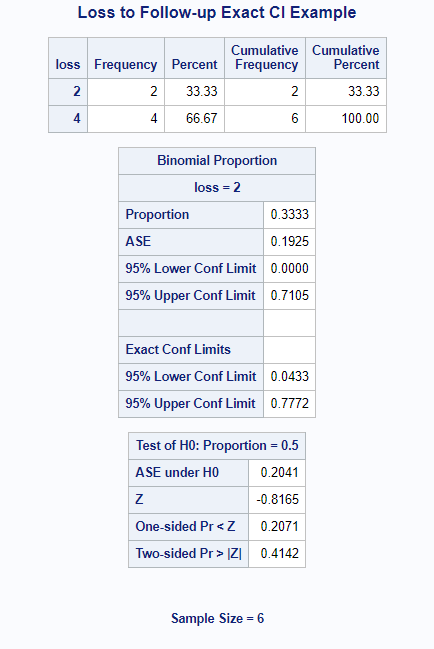 Loss to Follow-up Exact CI Example
loss Frequency Percent Cumulative Frequency Cumulative Percent
2 2 33.33 2 33.33
4 4 66.67 6 100.00
Binomial Proportion
loss = 2
Proportion 0.3333
ASE 0.1925
95% Lower Conf Limit 0.0000
95% Upper Conf Limit 0.7105
Exact Conf Limits
95% Lower Conf Limit 0.0433
95% Upper Conf Limit 0.7772
Test of H0: Proportion = 0.5
ASE under H0 0.2041
Z -0.8165
One-sided Pr < Z 0.2071
Two-sided Pr > |Z| 0.4142
Sample Size = 6